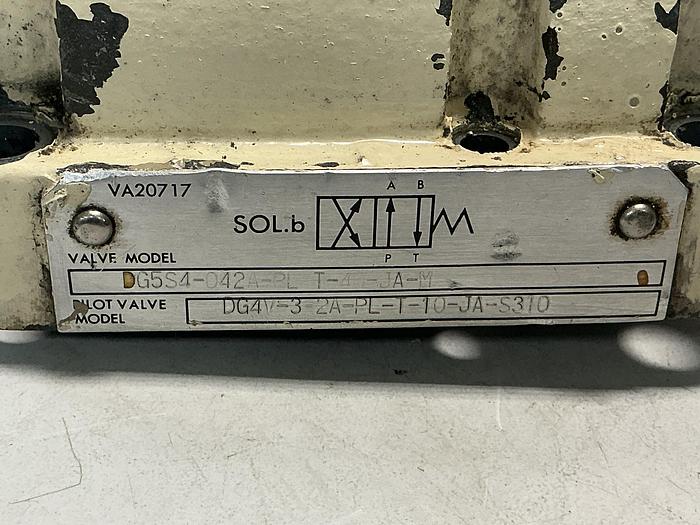 VA20717
A B
SOL.b
P T
VALVE MODEL
DG5S4-042A-PL T-4 -JA-M
PILOT VALVE
MODEL
DG4V-3 2A-PL-T-10-JA-S310